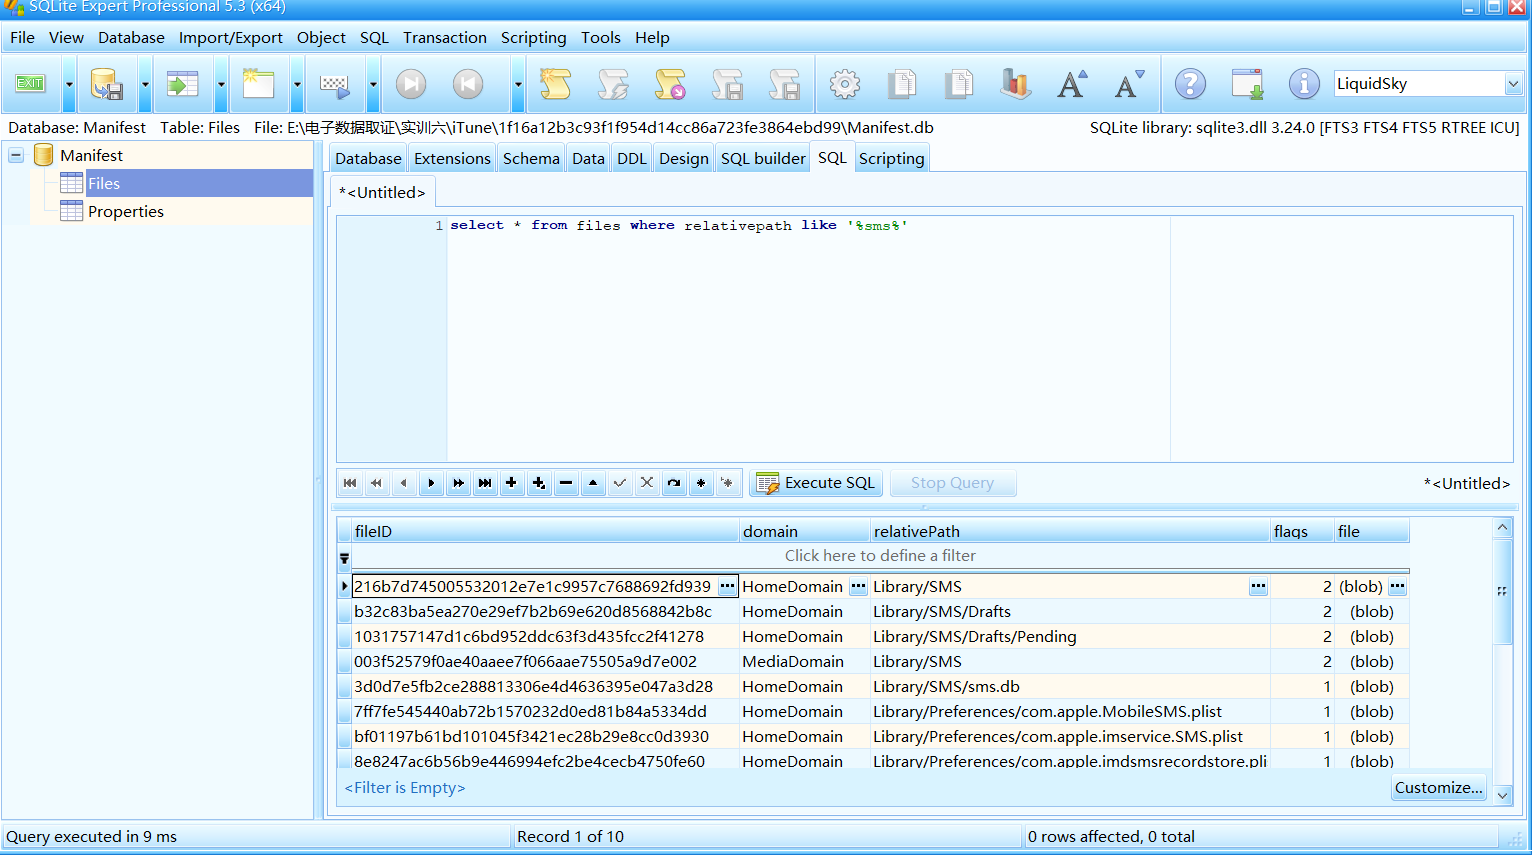 SQLite Expert Professional 5.3 (x64)
File View Database Import/Export Object SQL Transaction Scripting Tools Help
EXIT
LiquidSky
Database: Manifest Table: Files File: E:\电子数据取证\实训六\iTune\1f16a12b3c93f1f954d14cc86a723fe3864ebd99\Manifest.db SQLite library: sqlite3.dll 3.24.0 [FTS3 FTS4 FTS5 RTREE ICU]
Manifest
Files
Properties
Database Extensions Schema Data DDL Design SQL builder SQL Scripting
*<Untitled>
1 select * from files where relativepath like '%sms%'
Execute SQL Stop Query *<Untitled>
fileID domain relativePath flags file
Click here to define a filter
216b7d745005532012e7e1c9957c7688692fd939 HomeDomain Library/SMS 2 (blob)
b32c83ba5ea270e29ef7b2b69e620d8568842b8c HomeDomain Library/SMS/Drafts 2 (blob)
1031757147d1c6bd952ddc63f3d435fcc2f41278 HomeDomain Library/SMS/Drafts/Pending 2 (blob)
003f52579f0ae40aaee7f066aae75505a9d7e002 MediaDomain Library/SMS 2 (blob)
3d0d7e5fb2ce288813306e4d4636395e047a3d28 HomeDomain Library/SMS/sms.db 1 (blob)
7ff7fe545440ab72b1570232d0ed81b84a5334dd HomeDomain Library/Preferences/com.apple.MobileSMS.plist 1 (blob)
bf01197b61bd101045f3421ec28b29e8cc0d3930 HomeDomain Library/Preferences/com.apple.imservice.SMS.plist 1 (blob)
8e8247ac6b56b9e446994efc2be4cecb4750fe60 HomeDomain Library/Preferences/com.apple.imdsmsrecordstore.pli 1 (blob)
<Filter is Empty> Customize...
Query executed in 9 ms Record 1 of 10 0 rows affected, 0 total